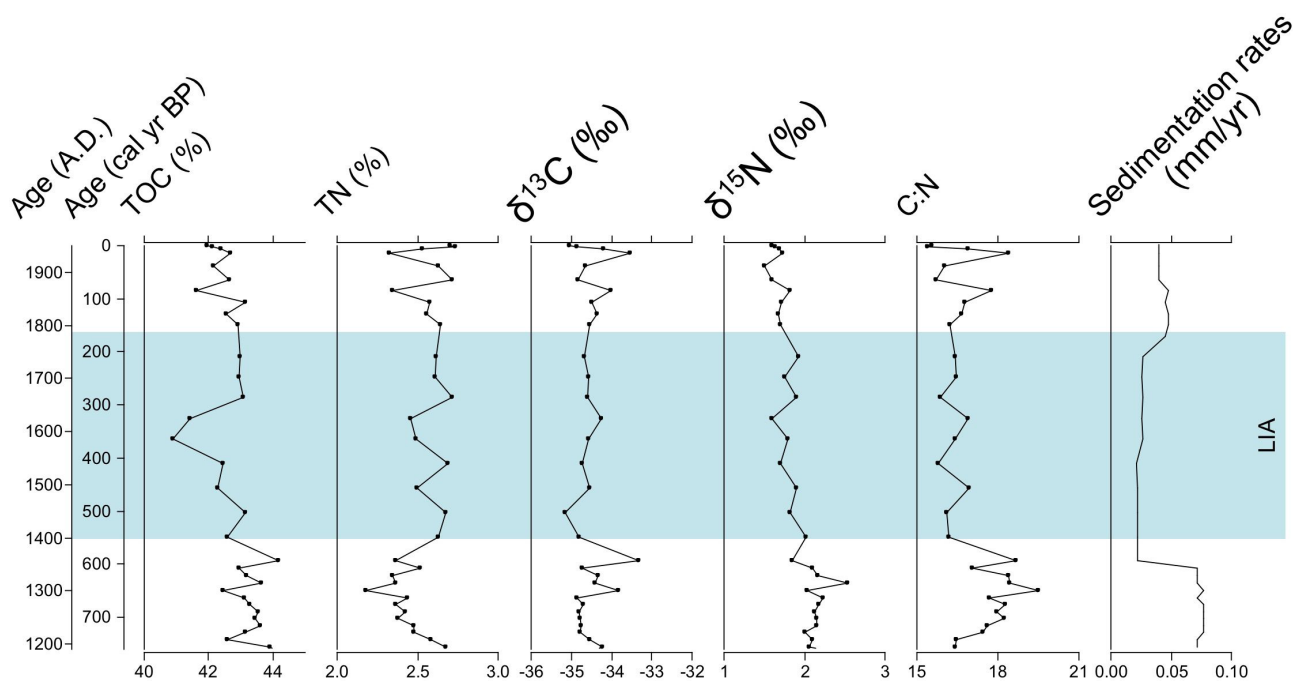 Age (A.D.)
Age (cal yr BP)
TOC (%)
TN (%)
δ¹³C (‰)
δ¹⁵N (‰)
C:N
Sedimentation rates
(mm/yr)
0
1900
100
1800
200
1700
300
1600
400
1500
500
1400
600
1300
700
1200
LIA
40 42 44
2.0 2.5 3.0
-36 -35 -34 -33 -32
1 2 3
15 18 21
0.00 0.05 0.10